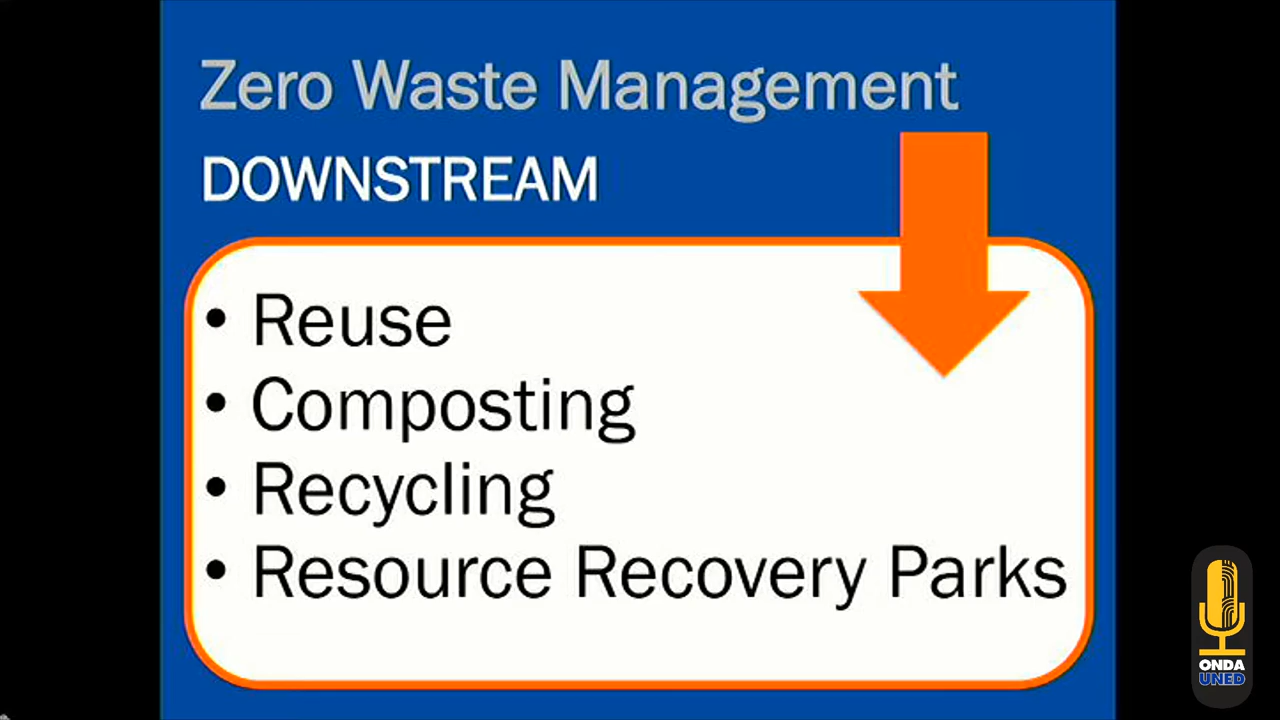 Zero Waste Management
DOWNSTREAM
• Reuse
• Composting
• Recycling
• Resource Recovery Parks
ONDA
UNED